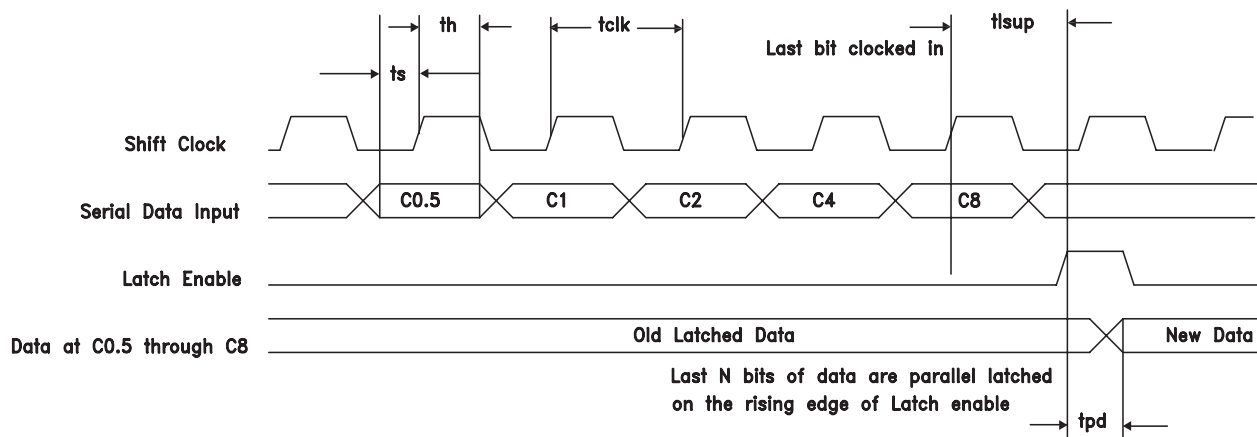 th
tclk
tlsup
Last bit clocked in
ts
Shift Clock
C0.5 C1 C2 C4 C8
Serial Data Input
Latch Enable
Old Latched Data New Data
Data at C0.5 through C8
Last N bits of data are parallel latched
on the rising edge of Latch enable
tpd